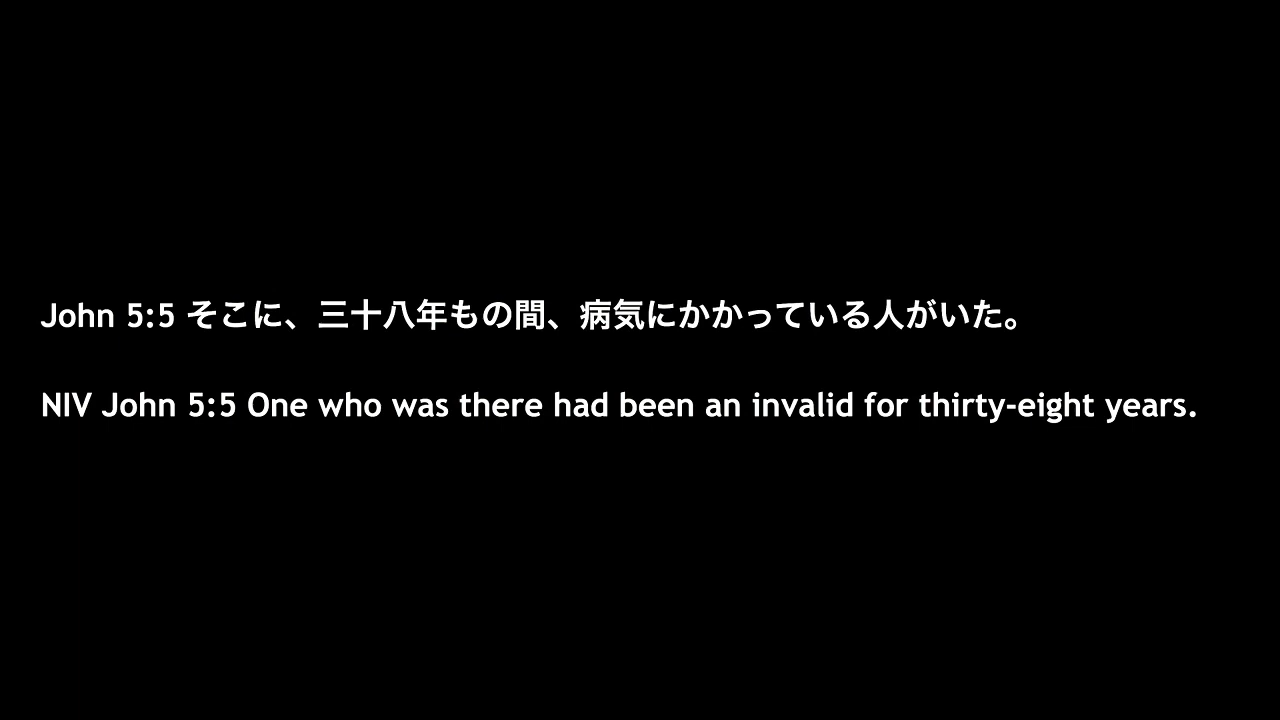 John 5:5 そこに、三十八年もの間、病気にかかっている人がいた。
NIV John 5:5 One who was there had been an invalid for thirty-eight years.